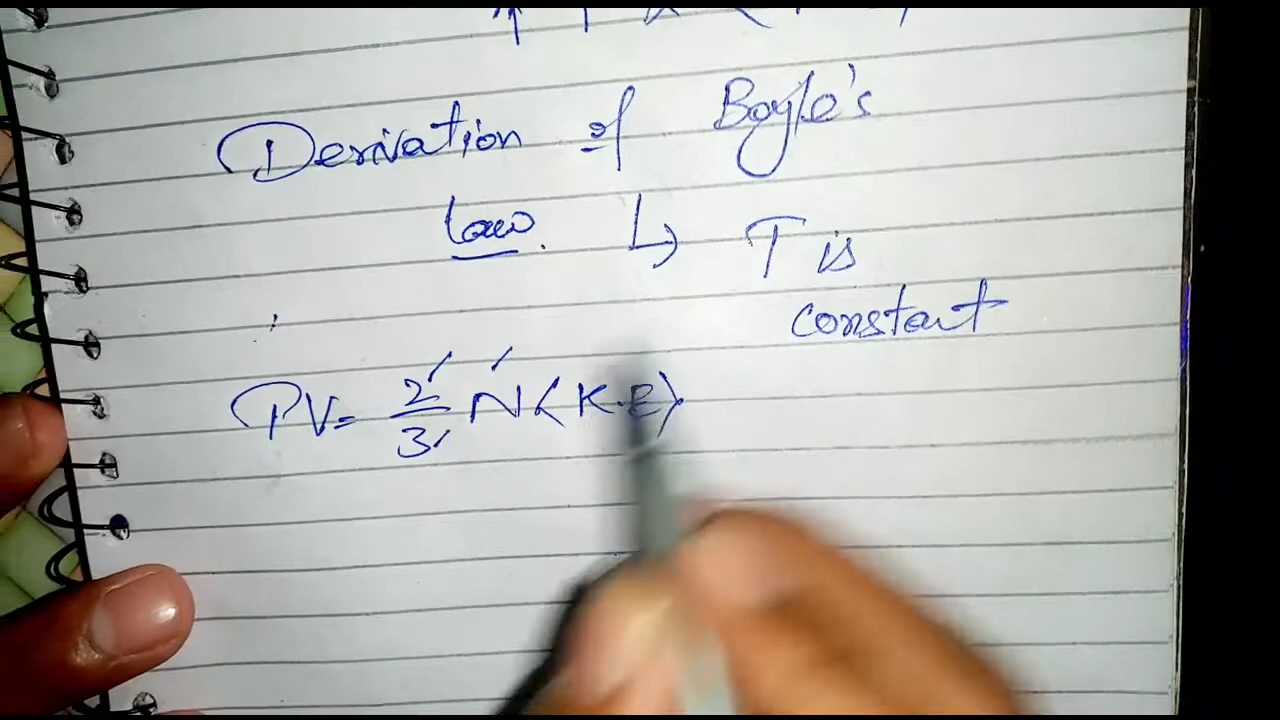 Derivation of Boyle's
law. ↳ T is
constant
PV = 2/3 N⟨K.E⟩